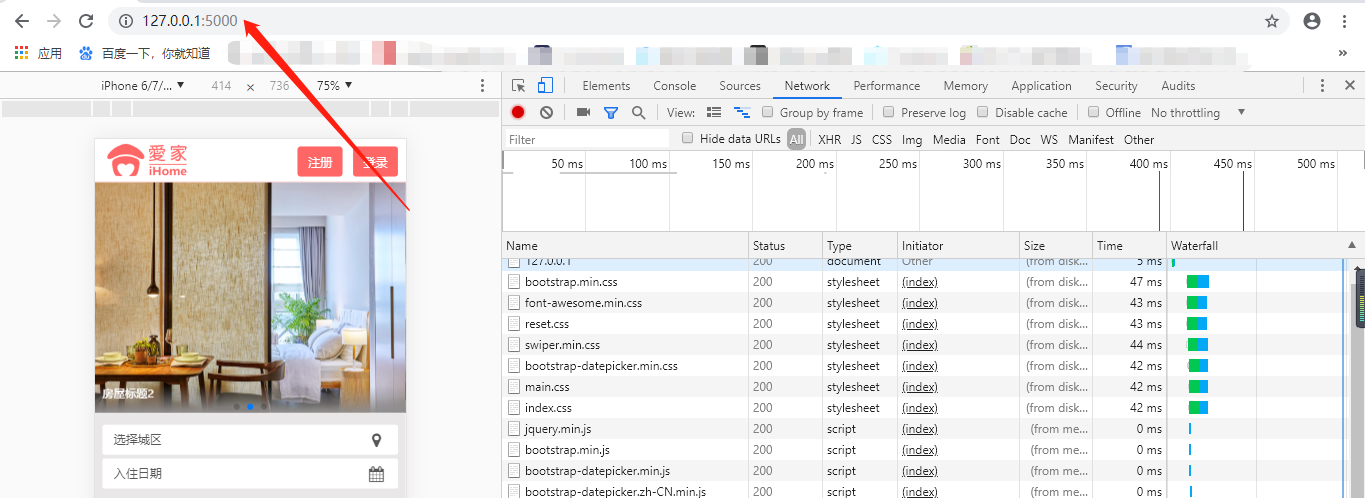 127.0.0.1:5000
应用 百度一下，你就知道 »
iPhone 6/7/... ▼ 414 × 736 75% ▼
Elements Console Sources Network Performance Memory Application Security Audits
View: Group by frame Preserve log Disable cache Offline No throttling ▼
Filter Hide data URLs All XHR JS CSS Img Media Font Doc WS Manifest Other
50 ms 100 ms 150 ms 200 ms 250 ms 300 ms 350 ms 400 ms 450 ms 500 ms
愛家
iHome
注册 登录
房屋标题2
选择城区
入住日期
Name Status Type Initiator Size Time Waterfall
127.0.0.1 200 document Other (from disk... 5 ms
bootstrap.min.css 200 stylesheet (index) (from disk... 47 ms
font-awesome.min.css 200 stylesheet (index) (from disk... 43 ms
reset.css 200 stylesheet (index) (from disk... 43 ms
swiper.min.css 200 stylesheet (index) (from disk... 44 ms
bootstrap-datepicker.min.css 200 stylesheet (index) (from disk... 42 ms
main.css 200 stylesheet (index) (from disk... 42 ms
index.css 200 stylesheet (index) (from disk... 42 ms
jquery.min.js 200 script (index) (from me... 0 ms
bootstrap.min.js 200 script (index) (from me... 0 ms
bootstrap-datepicker.min.js 200 script (index) (from me... 0 ms
bootstrap-datepicker.zh-CN.min.js 200 script (index) (from me... 0 ms